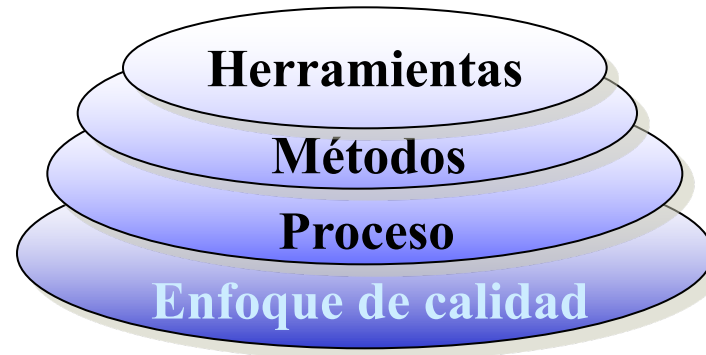 Herramientas
Métodos
Proceso
Enfoque de calidad